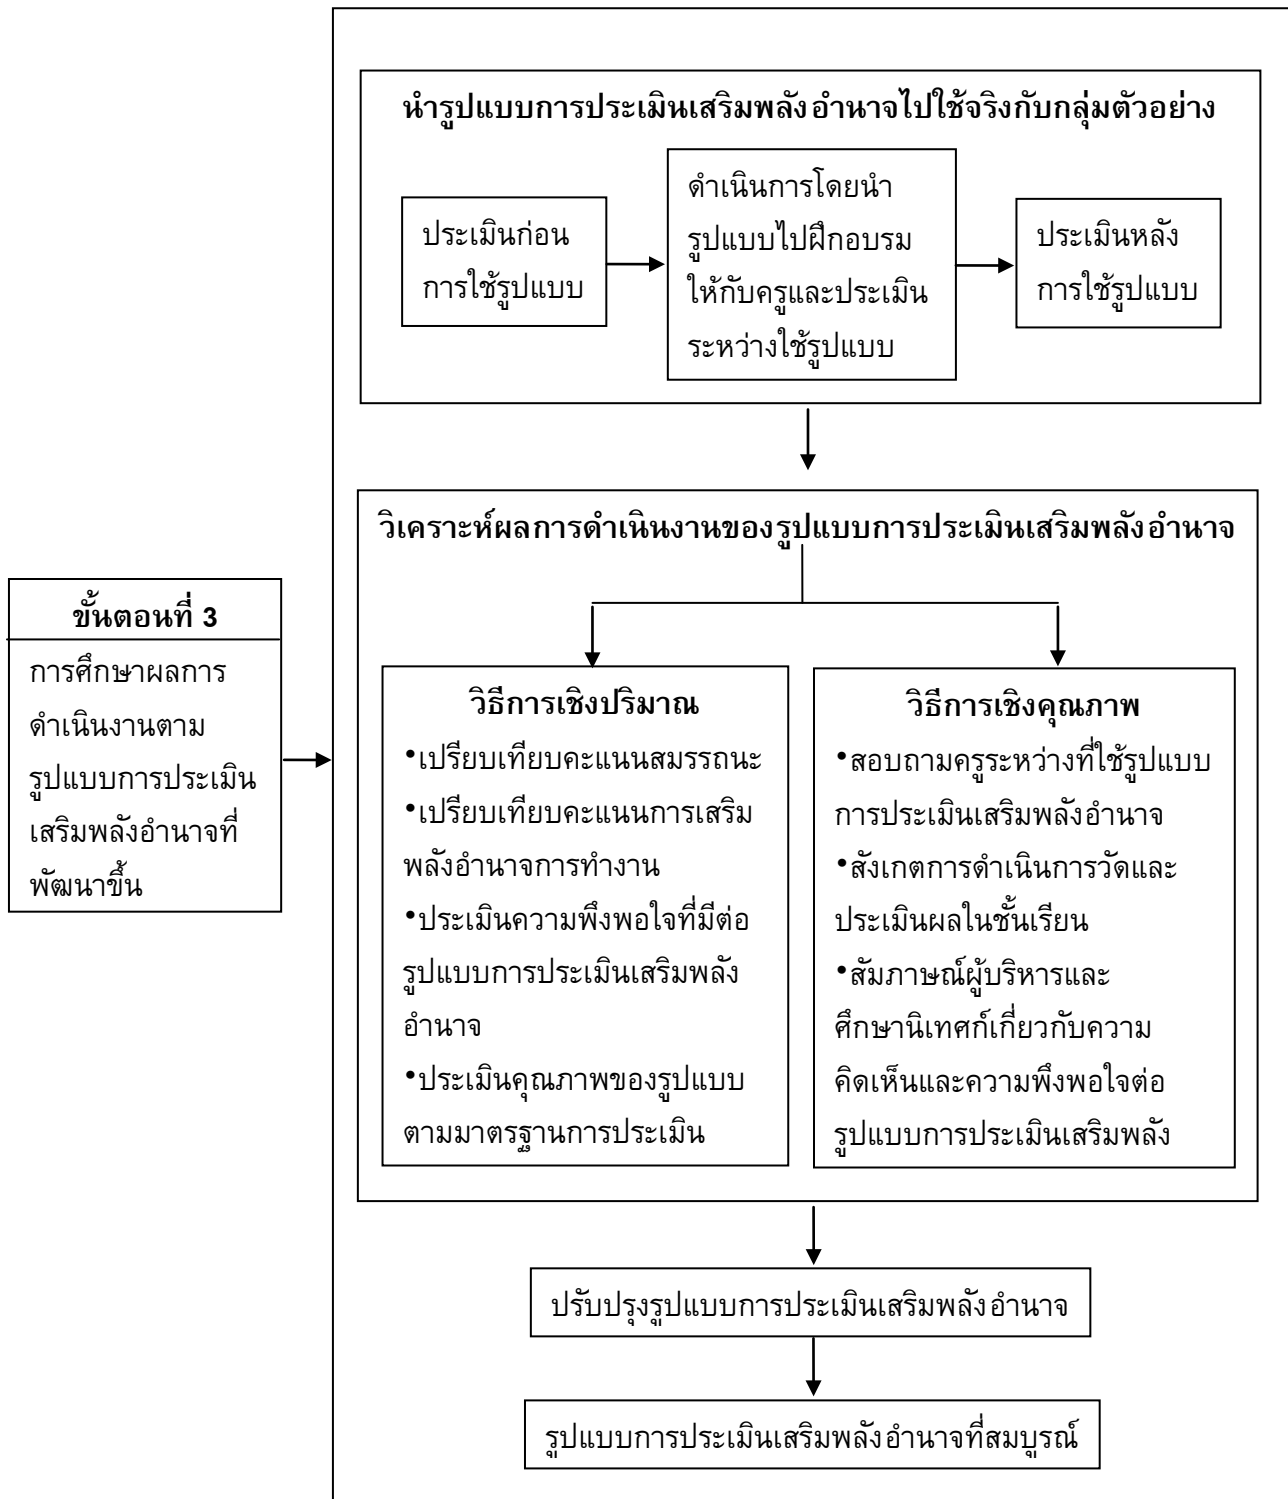 นำรูปแบบการประเมินเสริมพลังอำนาจไปใช้จริงกับกลุ่มตัวอย่าง
ประเมินก่อน
การใช้รูปแบบ
ดำเนินการโดยนำ
รูปแบบไปฝึกอบรม
ให้กับครูและประเมิน
ระหว่างใช้รูปแบบ
ประเมินหลัง
การใช้รูปแบบ
วิเคราะห์ผลการดำเนินงานของรูปแบบการประเมินเสริมพลังอำนาจ
ขั้นตอนที่ 3
การศึกษาผลการ
ดำเนินงานตาม
รูปแบบการประเมิน
เสริมพลังอำนาจที่
พัฒนาขึ้น
วิธีการเชิงปริมาณ
•เปรียบเทียบคะแนนสมรรถนะ
•เปรียบเทียบคะแนนการเสริม
พลังอำนาจการทำงาน
•ประเมินความพึงพอใจที่มีต่อ
รูปแบบการประเมินเสริมพลัง
อำนาจ
•ประเมินคุณภาพของรูปแบบ
ตามมาตรฐานการประเมิน
วิธีการเชิงคุณภาพ
•สอบถามครูระหว่างที่ใช้รูปแบบ
การประเมินเสริมพลังอำนาจ
•สังเกตการดำเนินการวัดและ
ประเมินผลในชั้นเรียน
•สัมภาษณ์ผู้บริหารและ
ศึกษานิเทศก์เกี่ยวกับความ
คิดเห็นและความพึงพอใจต่อ
รูปแบบการประเมินเสริมพลัง
ปรับปรุงรูปแบบการประเมินเสริมพลังอำนาจ
รูปแบบการประเมินเสริมพลังอำนาจที่สมบูรณ์